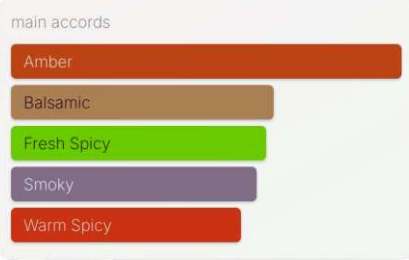 main accords
Amber
Balsamic
Fresh Spicy
Smoky
Warm Spicy